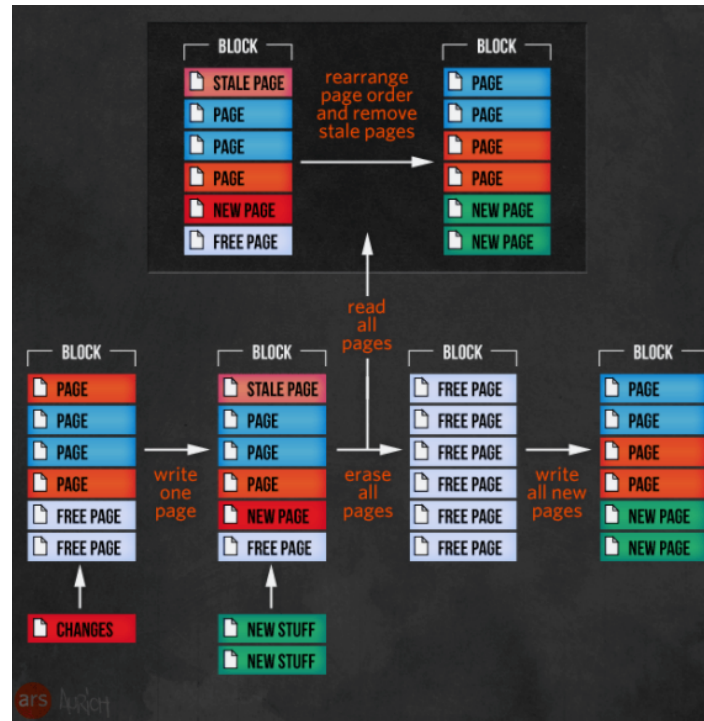 BLOCK
STALE PAGE
PAGE
PAGE
PAGE
NEW PAGE
FREE PAGE
rearrange
page order
and remove
stale pages
BLOCK
PAGE
PAGE
PAGE
PAGE
NEW PAGE
NEW PAGE
read
all
pages
BLOCK
PAGE
PAGE
PAGE
PAGE
FREE PAGE
FREE PAGE
CHANGES
write
one
page
BLOCK
STALE PAGE
PAGE
PAGE
PAGE
NEW PAGE
FREE PAGE
NEW STUFF
NEW STUFF
erase
all
pages
BLOCK
FREE PAGE
FREE PAGE
FREE PAGE
FREE PAGE
FREE PAGE
FREE PAGE
write
all new
pages
BLOCK
PAGE
PAGE
PAGE
PAGE
NEW PAGE
NEW PAGE
ars
AURICH